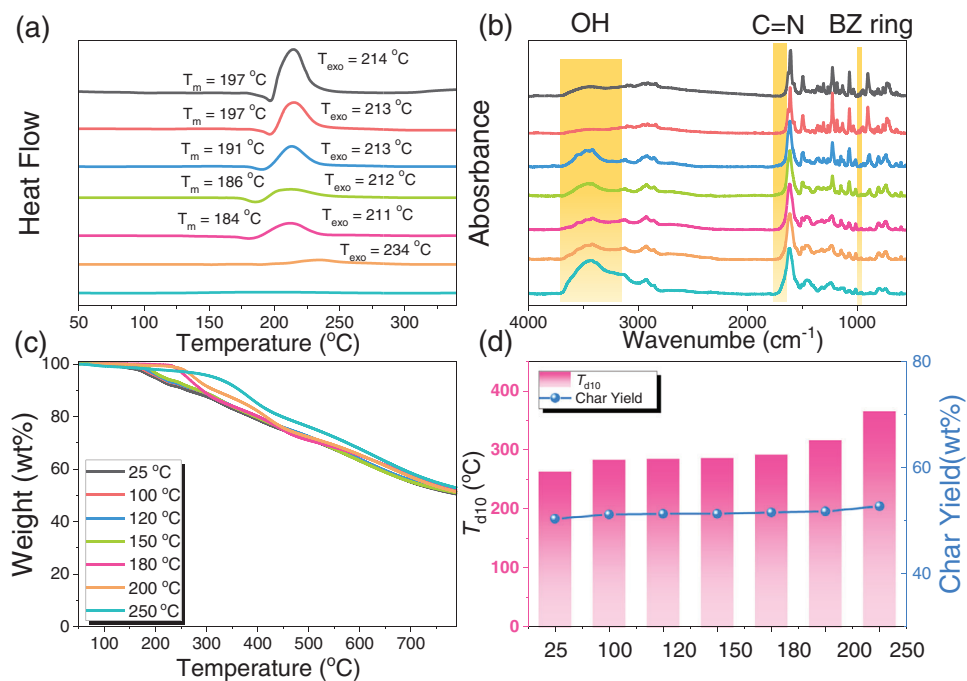 (a)
Heat Flow
T_exo = 214 °C
T_m = 197 °C
T_exo = 213 °C
T_m = 197 °C
T_exo = 213 °C
T_m = 191 °C
T_exo = 212 °C
T_m = 186 °C
T_exo = 211 °C
T_m = 184 °C
T_exo = 234 °C
50 100 150 200 250 300
Temperature (°C)
(b)
OH C=N BZ ring
Abosrbance
4000 3000 2000 1000
Wavenumbe (cm⁻¹)
(c)
Weight (wt%)
100
80
60
40
20
0
25 °C
100 °C
120 °C
150 °C
180 °C
200 °C
250 °C
100 200 300 400 500 600 700
Temperature (°C)
(d)
T_d10
Char Yield
T_d10 (°C)
400
300
200
100
0
Char Yield(wt%)
80
60
40
25 100 120 150 180 200 250